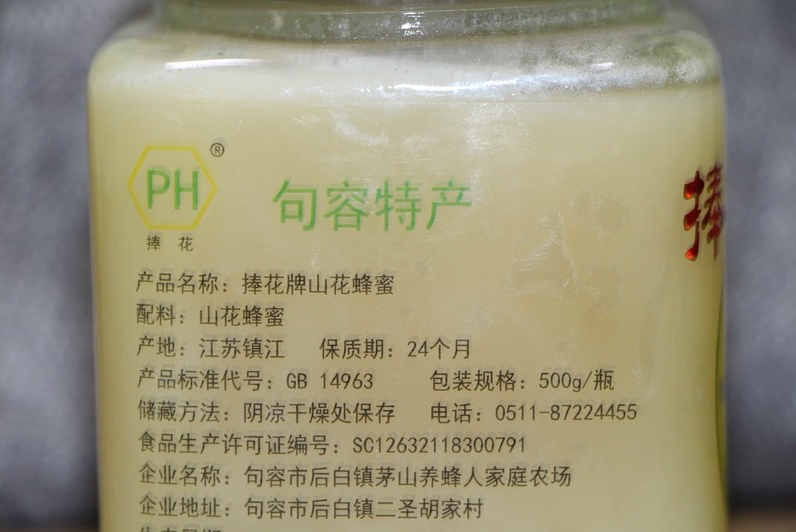 PH®
捧花
句容特产
捧
产品名称：捧花牌山花蜂蜜
配料：山花蜂蜜
产地：江苏镇江 保质期：24个月
产品标准代号：GB 14963 包装规格：500g/瓶
储藏方法：阴凉干燥处保存 电话：0511-87224455
食品生产许可证编号：SC12632118300791
企业名称：句容市后白镇茅山养蜂人家庭农场
企业地址：句容市后白镇二圣胡家村